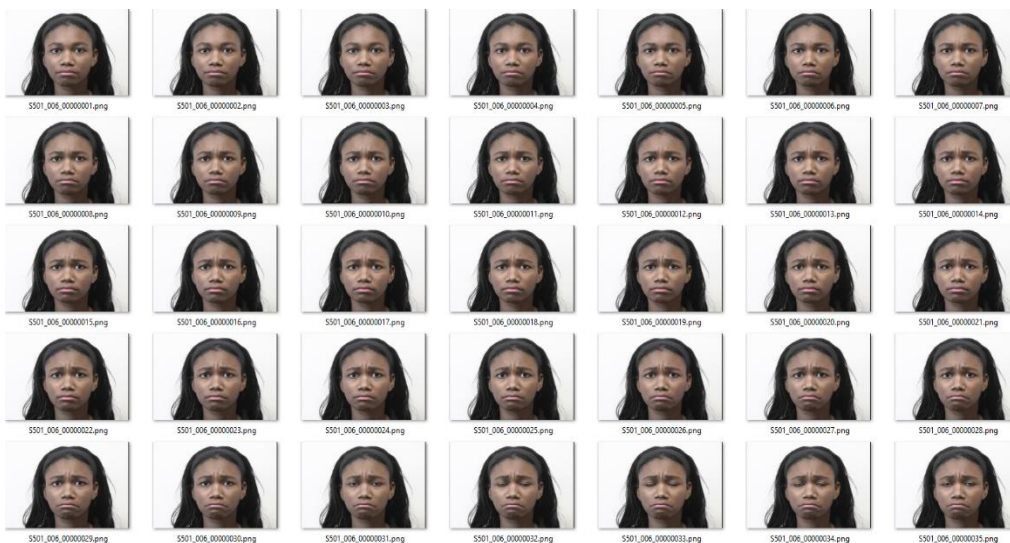 S501_006_00000001.png S501_006_00000002.png S501_006_00000003.png S501_006_00000004.png S501_006_00000005.png S501_006_00000006.png S501_006_00000007.png
S501_006_00000008.png S501_006_00000009.png S501_006_00000010.png S501_006_00000011.png S501_006_00000012.png S501_006_00000013.png S501_006_00000014.png
S501_006_00000015.png S501_006_00000016.png S501_006_00000017.png S501_006_00000018.png S501_006_00000019.png S501_006_00000020.png S501_006_00000021.png
S501_006_00000022.png S501_006_00000023.png S501_006_00000024.png S501_006_00000025.png S501_006_00000026.png S501_006_00000027.png S501_006_00000028.png
S501_006_00000029.png S501_006_00000030.png S501_006_00000031.png S501_006_00000032.png S501_006_00000033.png S501_006_00000034.png S501_006_00000035.png